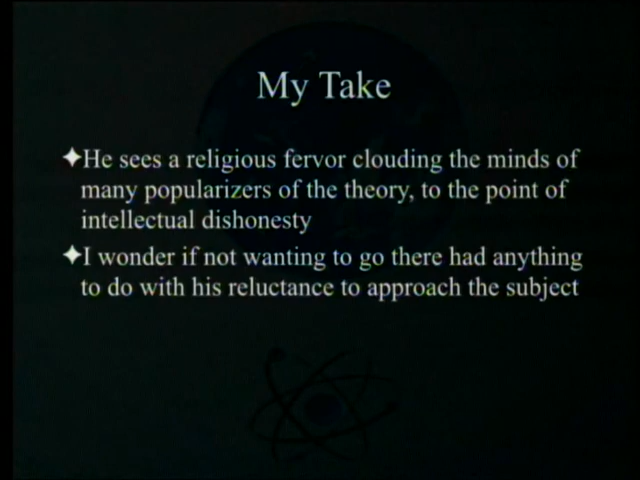 My Take
✦He sees a religious fervor clouding the minds of
many popularizers of the theory, to the point of
intellectual dishonesty
✦I wonder if not wanting to go there had anything
to do with his reluctance to approach the subject